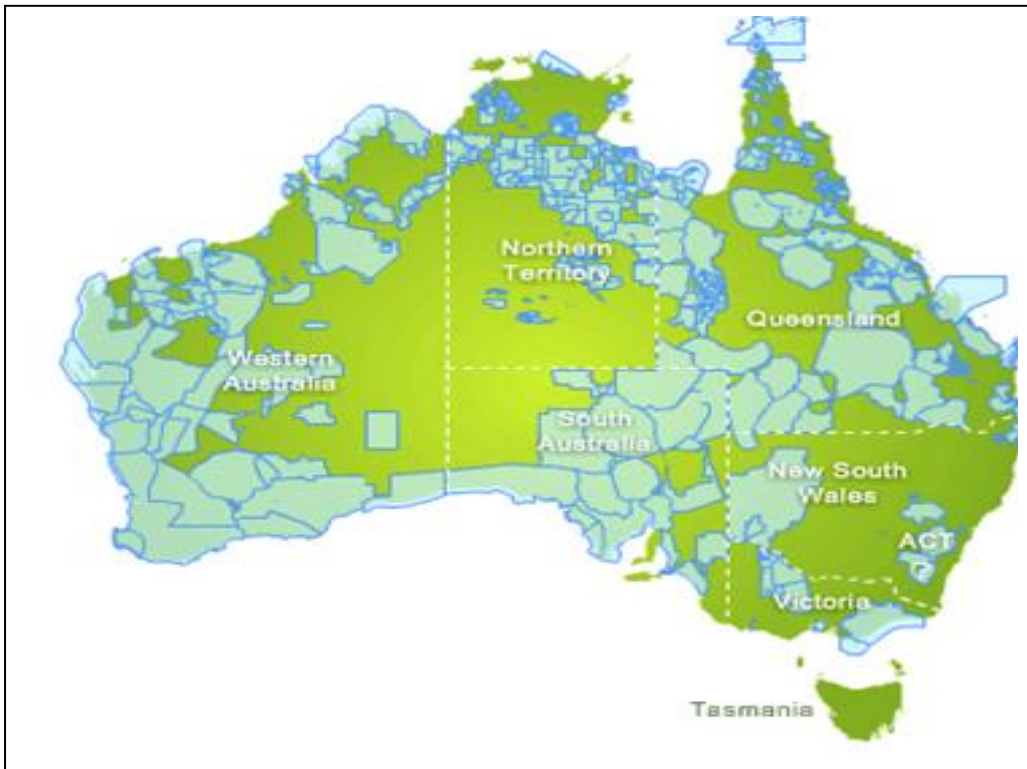 Northern
Territory
Queensland
Western
Australia
South
Australia
New South
Wales
ACT
Victoria
Tasmania